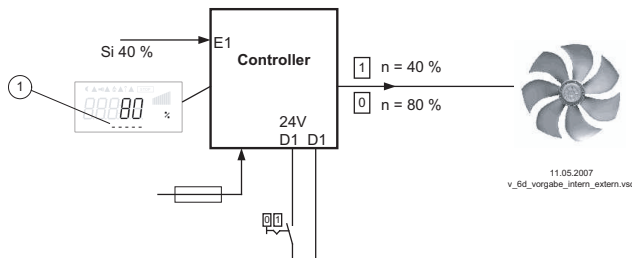 Si 40 %
E1
Controller
1 n = 40 %
0 n = 80 %
1
80
%
24V
D1 D1
0 1
11.05.2007
v_6d_vorgabe_intern_extern.vsd